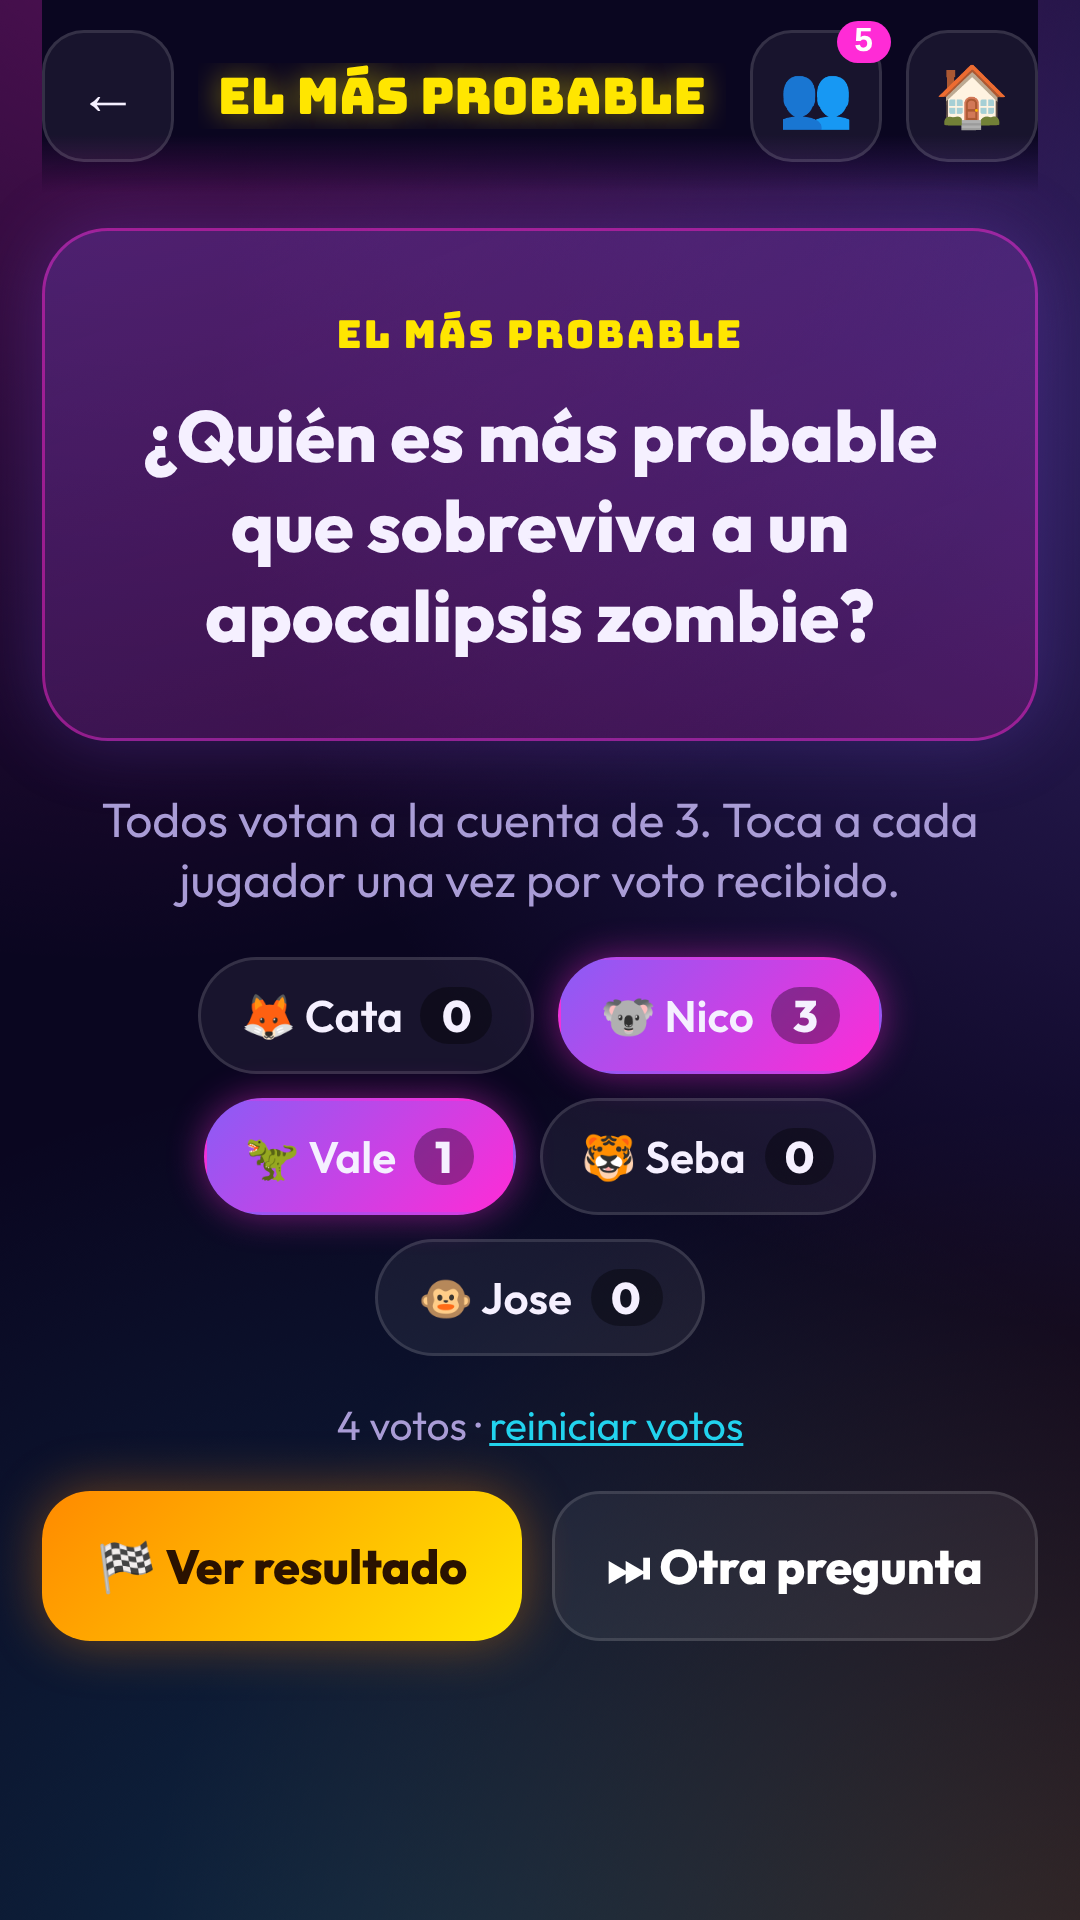 ← EL MÁS PROBABLE 5
EL MÁS PROBABLE
¿Quién es más probable
que sobreviva a un
apocalipsis zombie?
Todos votan a la cuenta de 3. Toca a cada
jugador una vez por voto recibido.
🦊 Cata 0 🐨 Nico 3
🦖 Vale 1 🐯 Seba 0
🐵 Jose 0
4 votos · reiniciar votos
🏁 Ver resultado ⏭ Otra pregunta